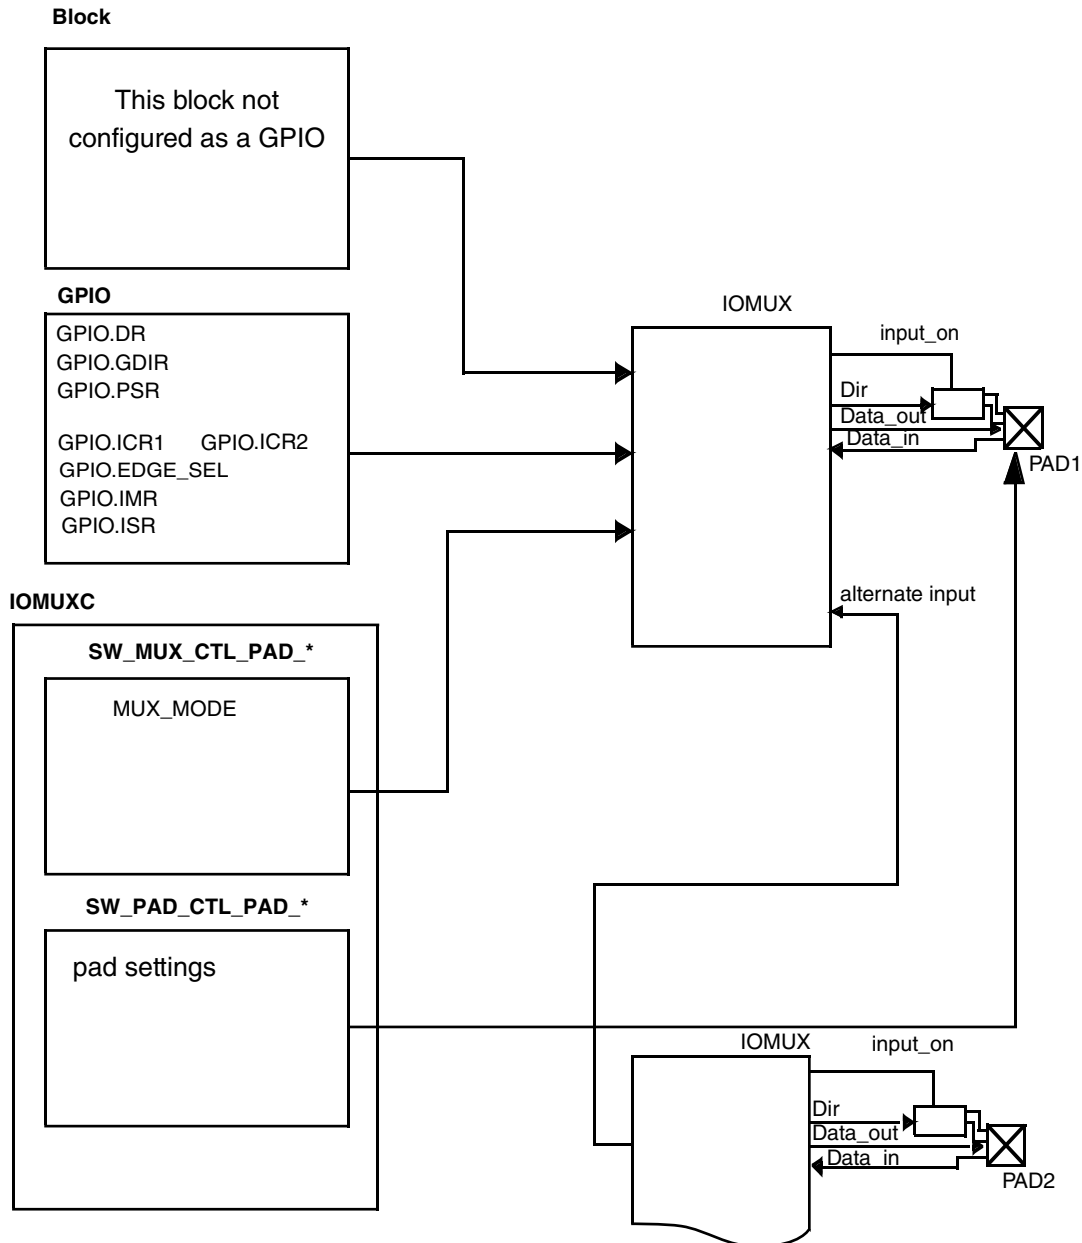 Block
This block not
configured as a GPIO
GPIO
GPIO.DR
GPIO.GDIR
GPIO.PSR
GPIO.ICR1 GPIO.ICR2
GPIO.EDGE_SEL
GPIO.IMR
GPIO.ISR
IOMUX
input_on
Dir
Data_out
Data_in
PAD1
alternate input
IOMUXC
SW_MUX_CTL_PAD_*
MUX_MODE
SW_PAD_CTL_PAD_*
pad settings
IOMUX
input_on
Dir
Data_out
Data_in
PAD2